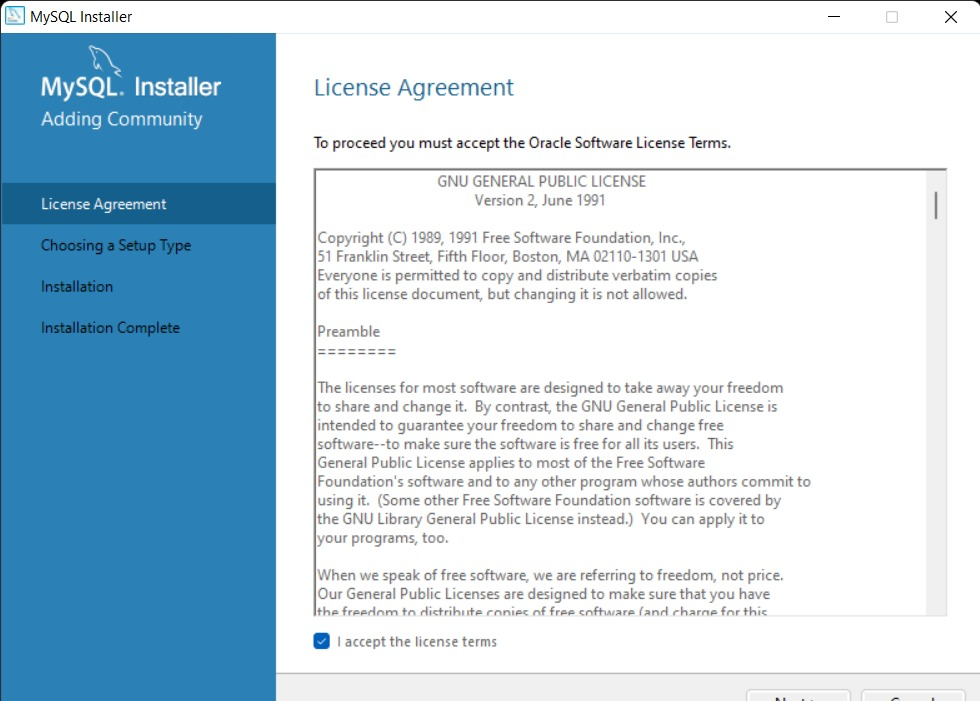 MySQL Installer
MySQL. Installer
Adding Community
License Agreement
Choosing a Setup Type
Installation
Installation Complete
License Agreement
To proceed you must accept the Oracle Software License Terms.
GNU GENERAL PUBLIC LICENSE
Version 2, June 1991
Copyright (C) 1989, 1991 Free Software Foundation, Inc.,
51 Franklin Street, Fifth Floor, Boston, MA 02110-1301 USA
Everyone is permitted to copy and distribute verbatim copies
of this license document, but changing it is not allowed.
Preamble
========
The licenses for most software are designed to take away your freedom
to share and change it.  By contrast, the GNU General Public License is
intended to guarantee your freedom to share and change free
software--to make sure the software is free for all its users.  This
General Public License applies to most of the Free Software
Foundation's software and to any other program whose authors commit to
using it.  (Some other Free Software Foundation software is covered by
the GNU Library General Public License instead.)  You can apply it to
your programs, too.
When we speak of free software, we are referring to freedom, not price.
Our General Public Licenses are designed to make sure that you have
the freedom to distribute copies of free software (and charge for this
I accept the license terms